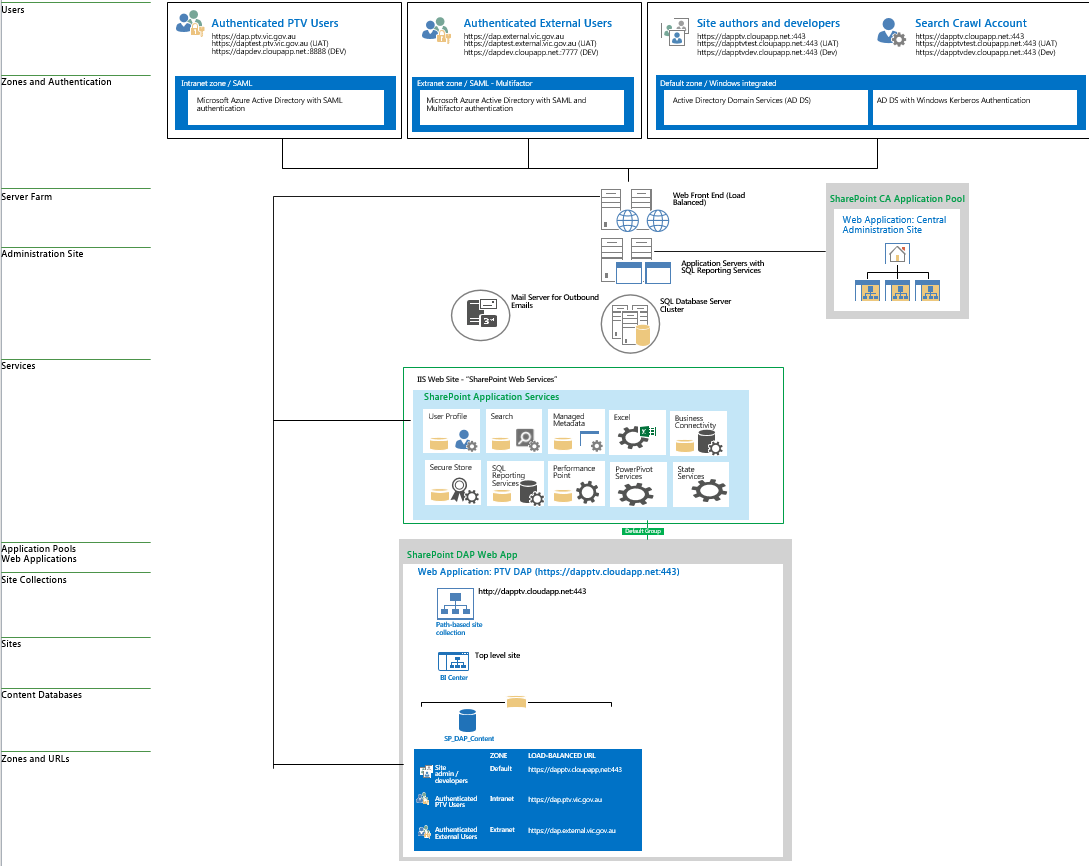 Users
Authenticated PTV Users
https://dap.ptv.vic.gov.au
https://daptest.ptv.vic.gov.au (UAT)
https://dapdev.cloupapp.net:8888 (DEV)
Authenticated External Users
https://dap.external.vic.gov.au
https://daptest.external.vic.gov.au (UAT)
https://dapdev.cloupapp.net:7777 (DEV)
Site authors and developers
https://dapptv.cloupapp.net:443
https://dapptvtest.cloupapp.net:443 (UAT)
https://dapptvdev.cloupapp.net:443 (Dev)
Search Crawl Account
https://dapptv.cloupapp.net:443
https://dapptvtest.cloupapp.net:443 (UAT)
https://dapptvdev.cloupapp.net:443 (Dev)
Zones and Authentication
Intranet zone / SAML
Microsoft Azure Active Directory with SAML
authentication
Extranet zone / SAML - Multifactor
Microsoft Azure Active Directory with SAML and
Multifactor authentication
Default zone / Windows integrated
Active Directory Domain Services (AD DS)
AD DS with Windows Kerberos Authentication
Server Farm
Web Front End (Load
Balanced)
SharePoint CA Application Pool
Web Application: Central
Administration Site
Administration Site
Application Servers with
SQL Reporting Services
Mail Server for Outbound
Emails
SQL Database Server
Cluster
Services
IIS Web Site - "SharePoint Web Services"
SharePoint Application Services
User Profile
Search
Managed
Metadata
Excel
Business
Connectivity
Secure Store
SQL
Reporting
Services
Performance
Point
PowerPivot
Services
State
Services
Default Group
Application Pools
Web Applications
SharePoint DAP Web App
Web Application: PTV DAP (https://dapptv.cloudapp.net:443)
Site Collections
http://dapptv.cloudapp.net:443
Path-based site
collection
Sites
Top level site
BI Center
Content Databases
SP_DAP_Content
Zones and URLs
ZONE
LOAD-BALANCED URL
Site
admin /
developers
Default
https://dapptv.cloupapp.net:443
Authenticated
PTV Users
Intranet
https://dap.ptv.vic.gov.au
Authenticated
External Users
Extranet
https://dap.external.vic.gov.au